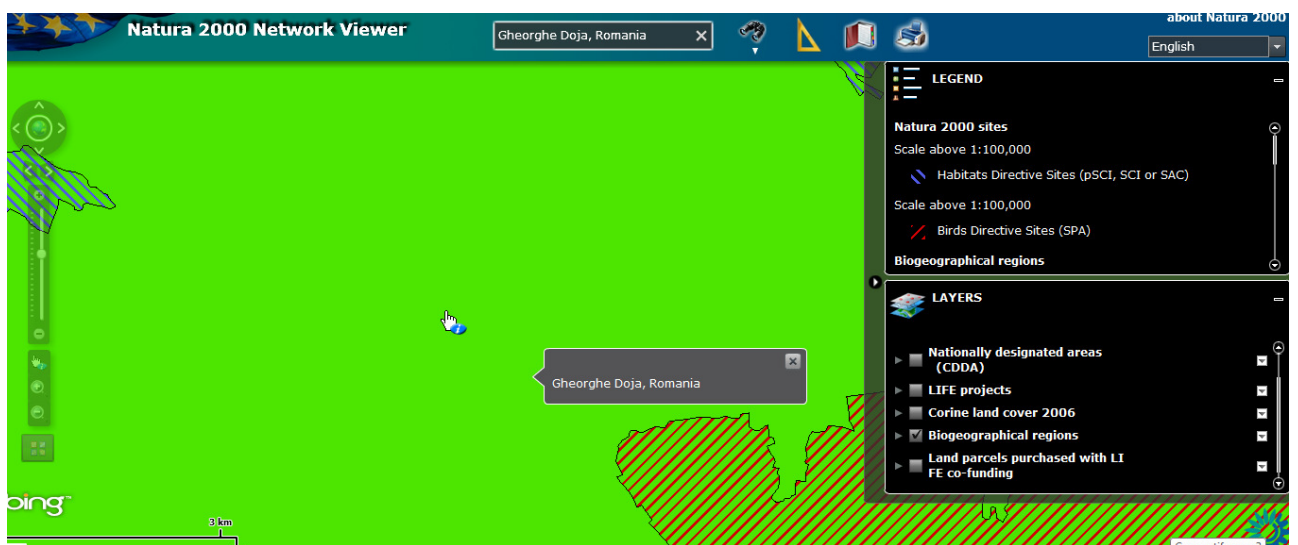 about Natura 2000
Natura 2000 Network Viewer
Gheorghe Doja, Romania
English
LEGEND
Natura 2000 sites
Scale above 1:100,000
Habitats Directive Sites (pSCI, SCI or SAC)
Scale above 1:100,000
Birds Directive Sites (SPA)
Biogeographical regions
LAYERS
Nationally designated areas
(CDDA)
LIFE projects
Corine land cover 2006
Biogeographical regions
Land parcels purchased with LI
FE co-funding
Gheorghe Doja, Romania
bing™
3 km